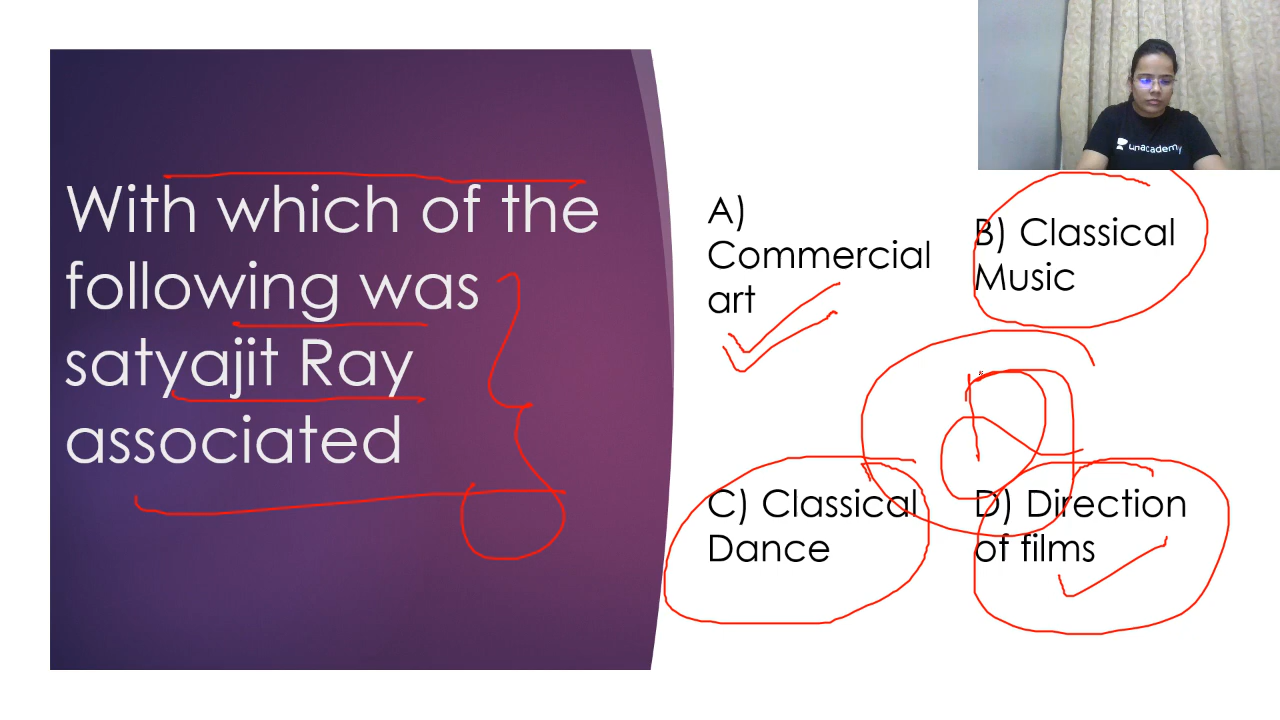 With which of the
following was
satyajit Ray
associated
A)
Commercial
art
B) Classical
Music
C) Classical
Dance
D) Direction
of films
unacademy